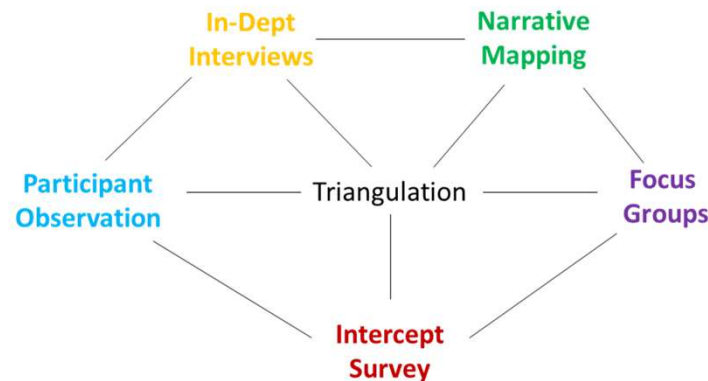 In-Dept
Interviews
Narrative
Mapping
Participant
Observation
Triangulation
Focus
Groups
Intercept
Survey